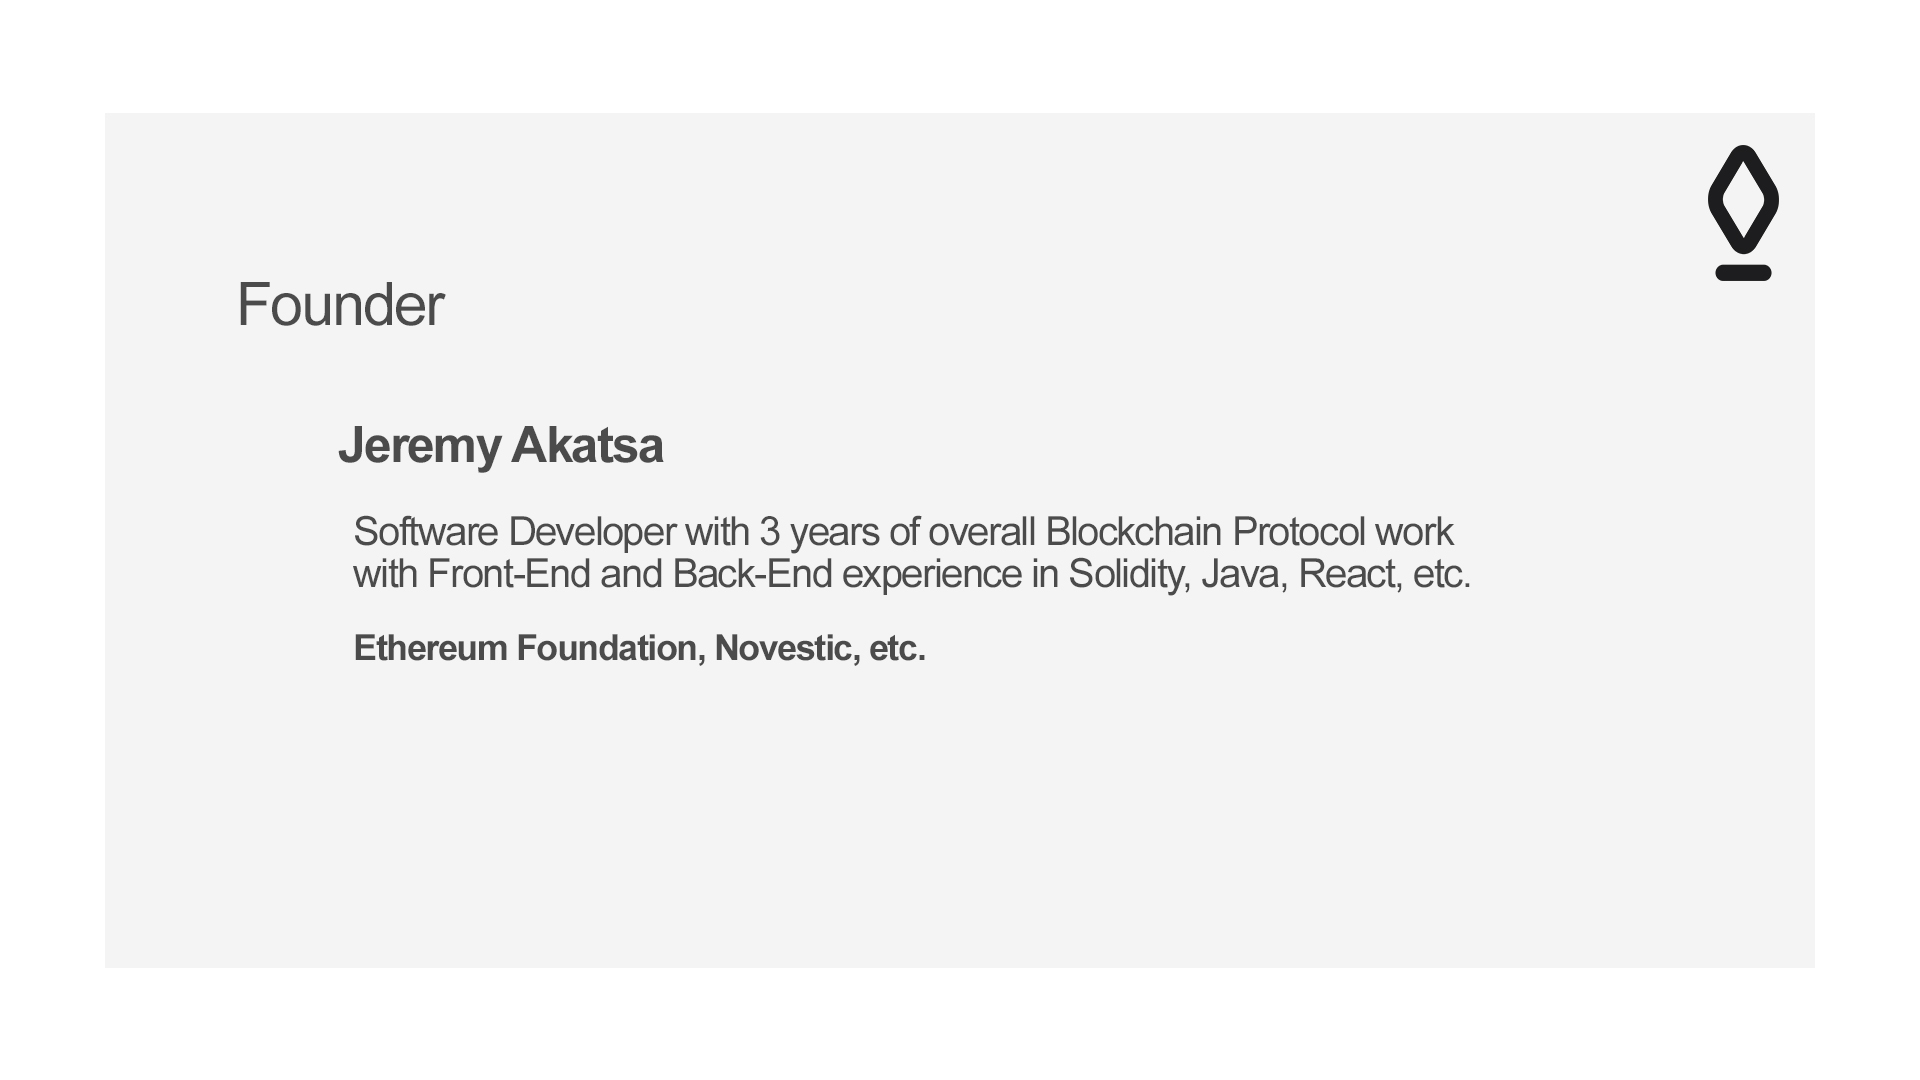 Founder
Jeremy Akatsa
Software Developer with 3 years of overall Blockchain Protocol work
with Front-End and Back-End experience in Solidity, Java, React, etc.
Ethereum Foundation, Novestic, etc.